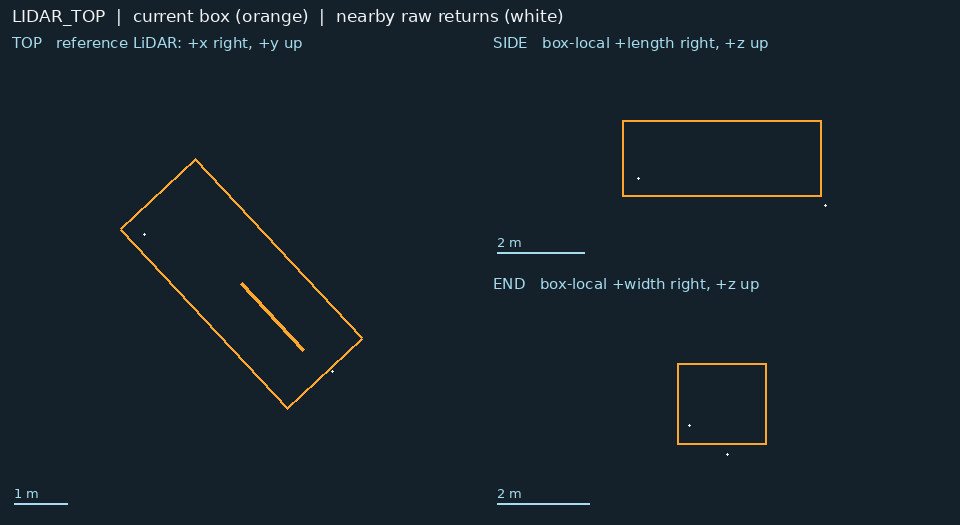 LIDAR_TOP | current box (orange) | nearby raw returns (white)
TOP reference LiDAR: +x right, +y up
SIDE box-local +length right, +z up
2 m
END box-local +width right, +z up
1 m
2 m